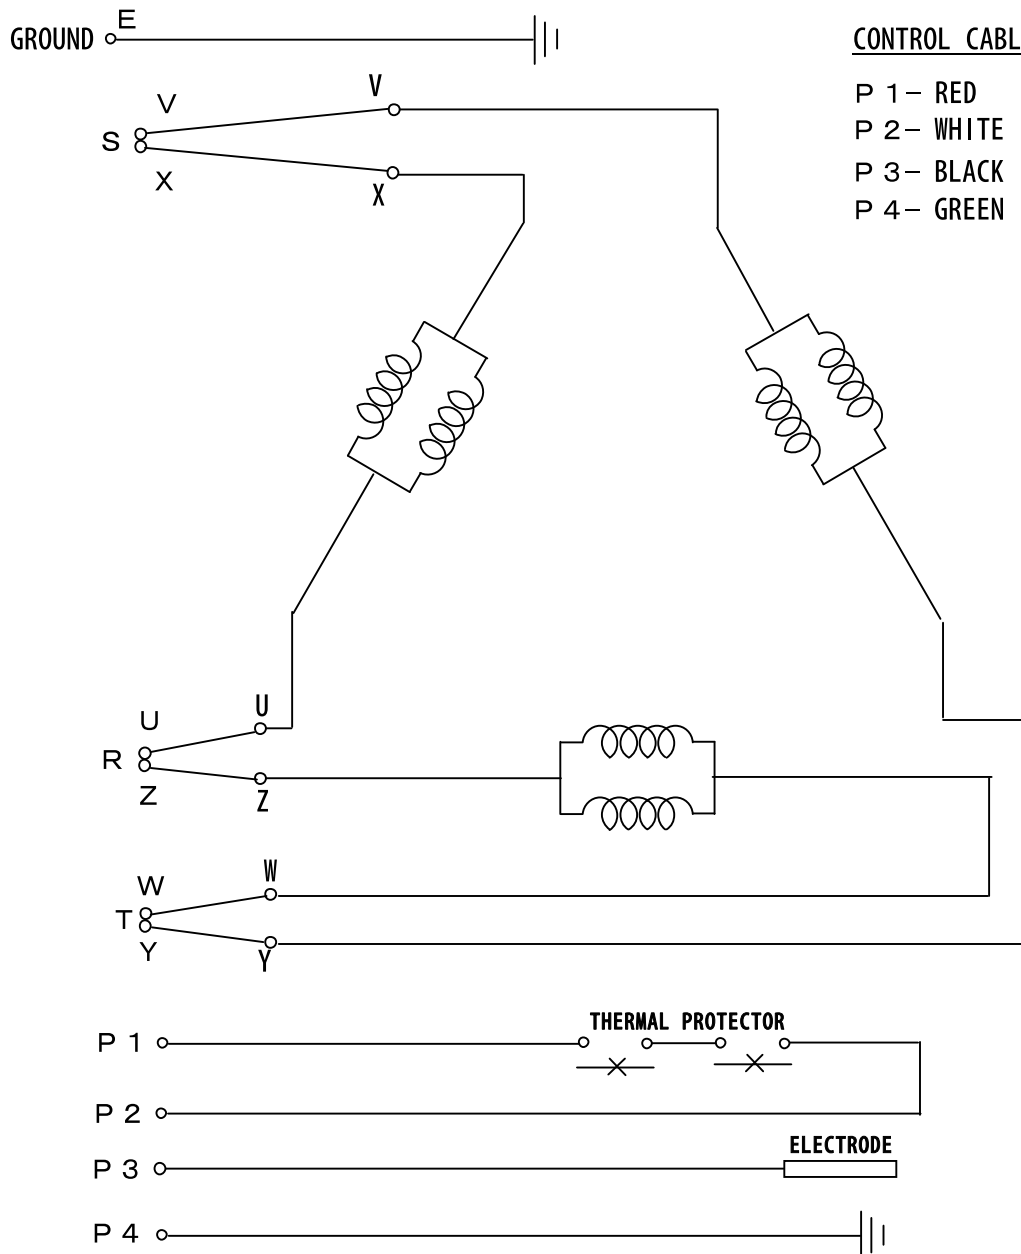 E
GROUND
CONTROL CABL
V
V
P 1 - RED
S
P 2 - WHITE
X
X
P 3 - BLACK
P 4 - GREEN
U
U
R
Z
Z
W
W
T
Y
Y
THERMAL PROTECTOR
P 1
P 2
ELECTRODE
P 3
P 4